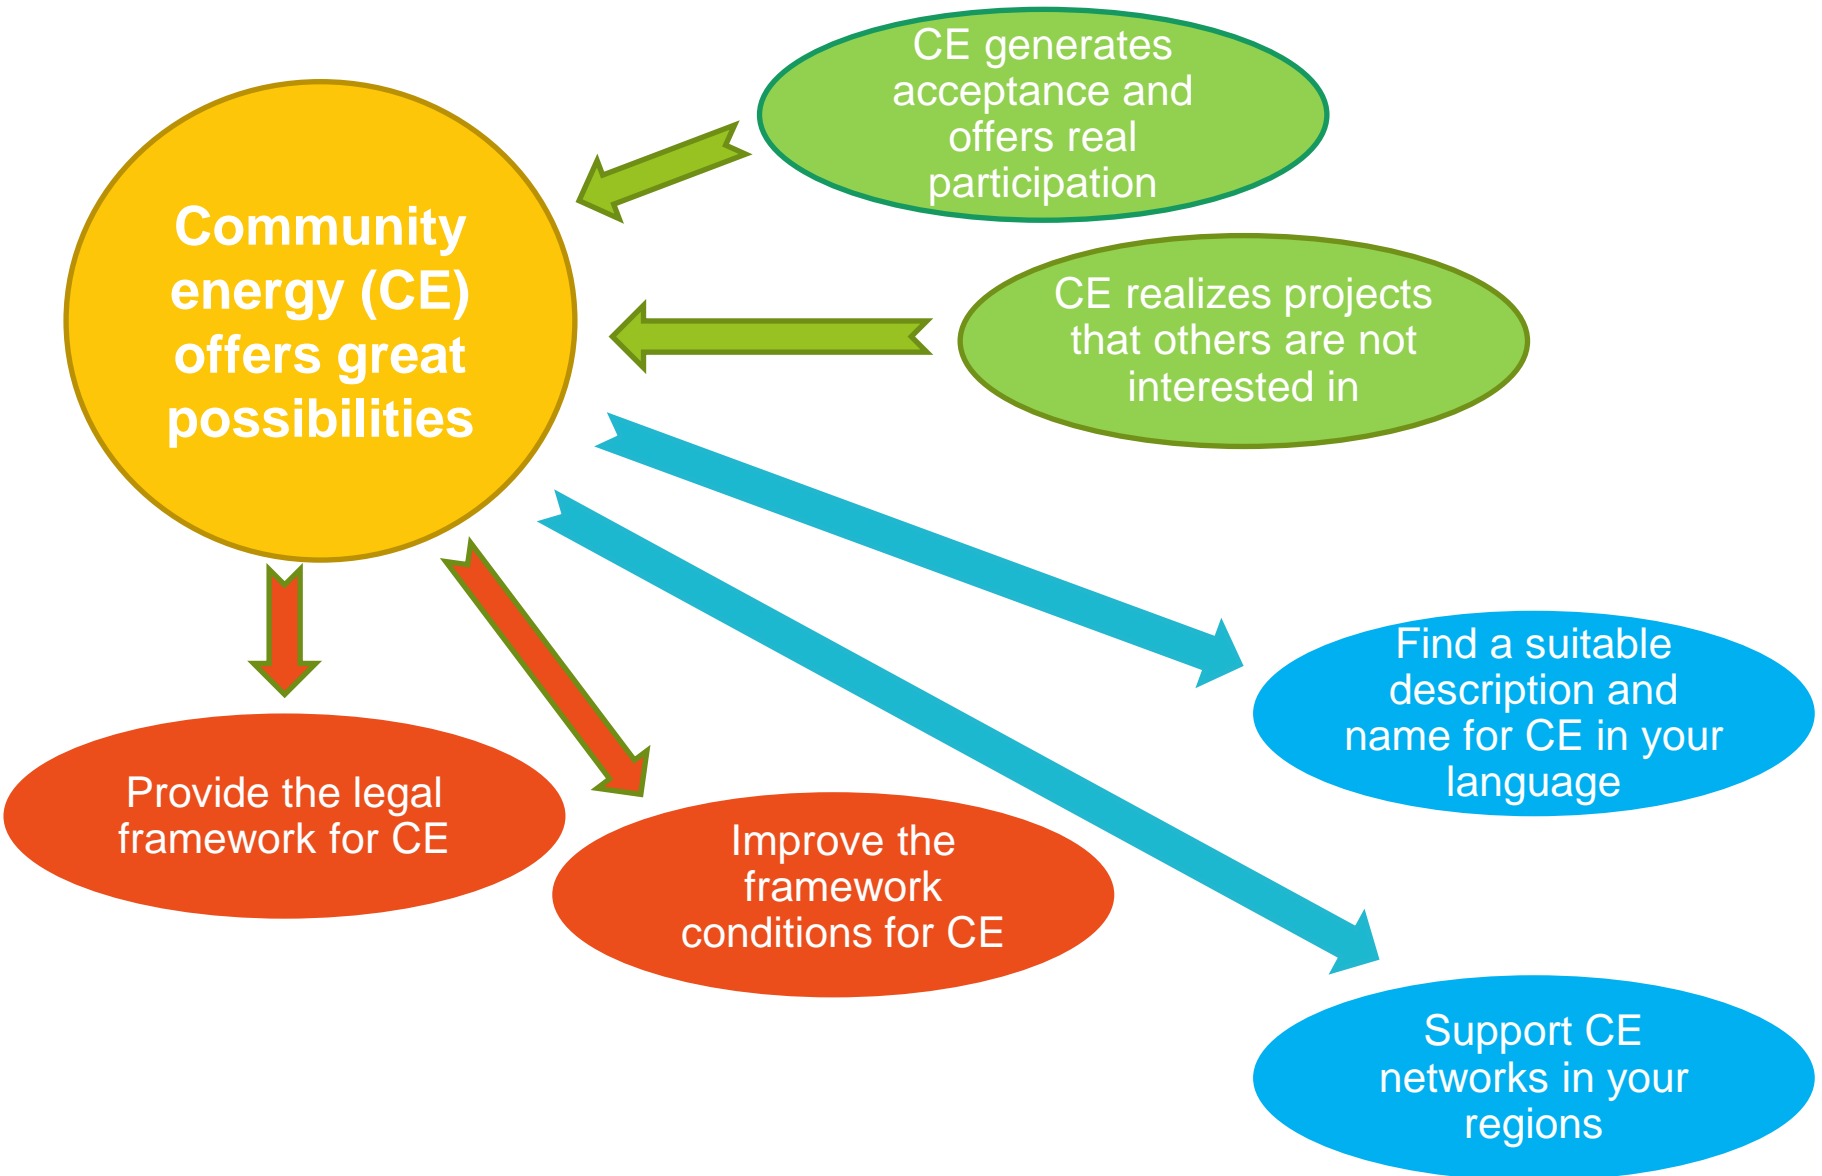 CE generates
acceptance and
offers real
participation
Community
energy (CE)
offers great
possibilities
CE realizes projects
that others are not
interested in
Find a suitable
description and
name for CE in your
language
Provide the legal
framework for CE
Improve the
framework
conditions for CE
Support CE
networks in your
regions